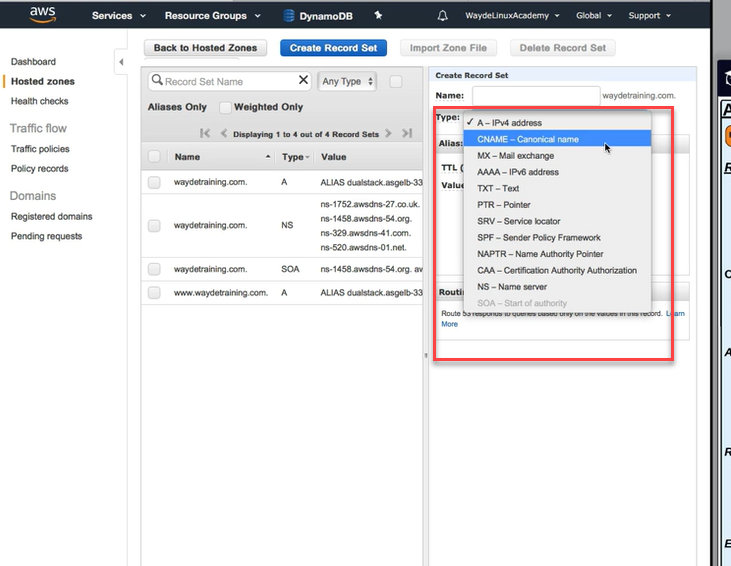 aws
Services
Resource Groups
DynamoDB
WaydeLinuxAcademy
Global
Support
Dashboard
Hosted zones
Health checks
Traffic flow
Traffic policies
Policy records
Domains
Registered domains
Pending requests
Back to Hosted Zones
Create Record Set
Import Zone File
Delete Record Set
Record Set Name
Any Type
Aliases Only
Weighted Only
Displaying 1 to 4 out of 4 Record Sets
Name Type Value
waydetraining.com. A ALIAS dualstack.asgelb-33
waydetraining.com. NS ns-1752.awsdns-27.co.uk.
ns-1458.awsdns-54.org.
ns-329.awsdns-41.com.
ns-520.awsdns-01.net.
waydetraining.com. SOA ns-1458.awsdns-54.org. aw
www.waydetraining.com. A ALIAS dualstack.asgelb-33
Create Record Set
Name: waydetraining.com.
Type: ✓ A – IPv4 address
CNAME – Canonical name
Alias:
MX – Mail exchange
TTL ( AAAA – IPv6 address
Value TXT – Text
PTR – Pointer
SRV – Service locator
SPF – Sender Policy Framework
NAPTR – Name Authority Pointer
CAA – Certification Authority Authorization
Routin NS – Name server
SOA – Start of authority
Route 53 responds to queries based only on the values in this record. Learn
More